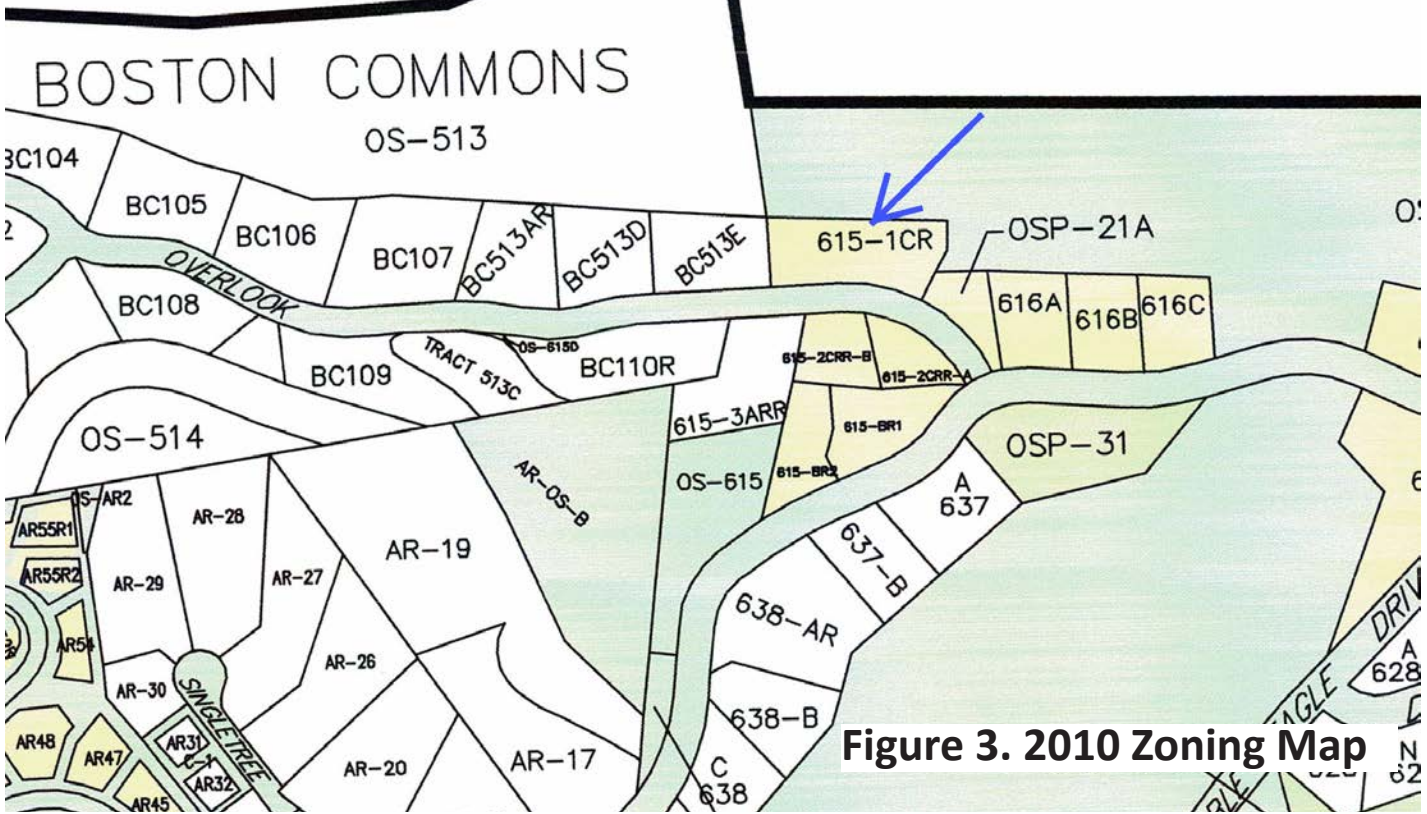 BOSTON COMMONS
OS-513
BC104
BC105
BC106
BC107
BC513AR
BC513D
BC513E
615-1CR
OSP-21A
616A
616B
616C
OVERLOOK
BC108
BC109
TRACT 513C
OS-615D
BC110R
615-2CRR-B
615-2CRR-A
615-3ARR
615-BR1
615-BR2
OS-514
OS-615
OSP-31
AR-OS-B
A
637
637-B
638-AR
638-B
C
638
OS-AR2
AR55R1
AR55R2
AR54
AR-28
AR-29
AR-27
AR-19
AR-26
AR-30
SINGLETREE
AR31
AR32
AR48
AR47
AR45
AR-20
AR-17
EAGLE
A
628
Figure 3. 2010 Zoning Map